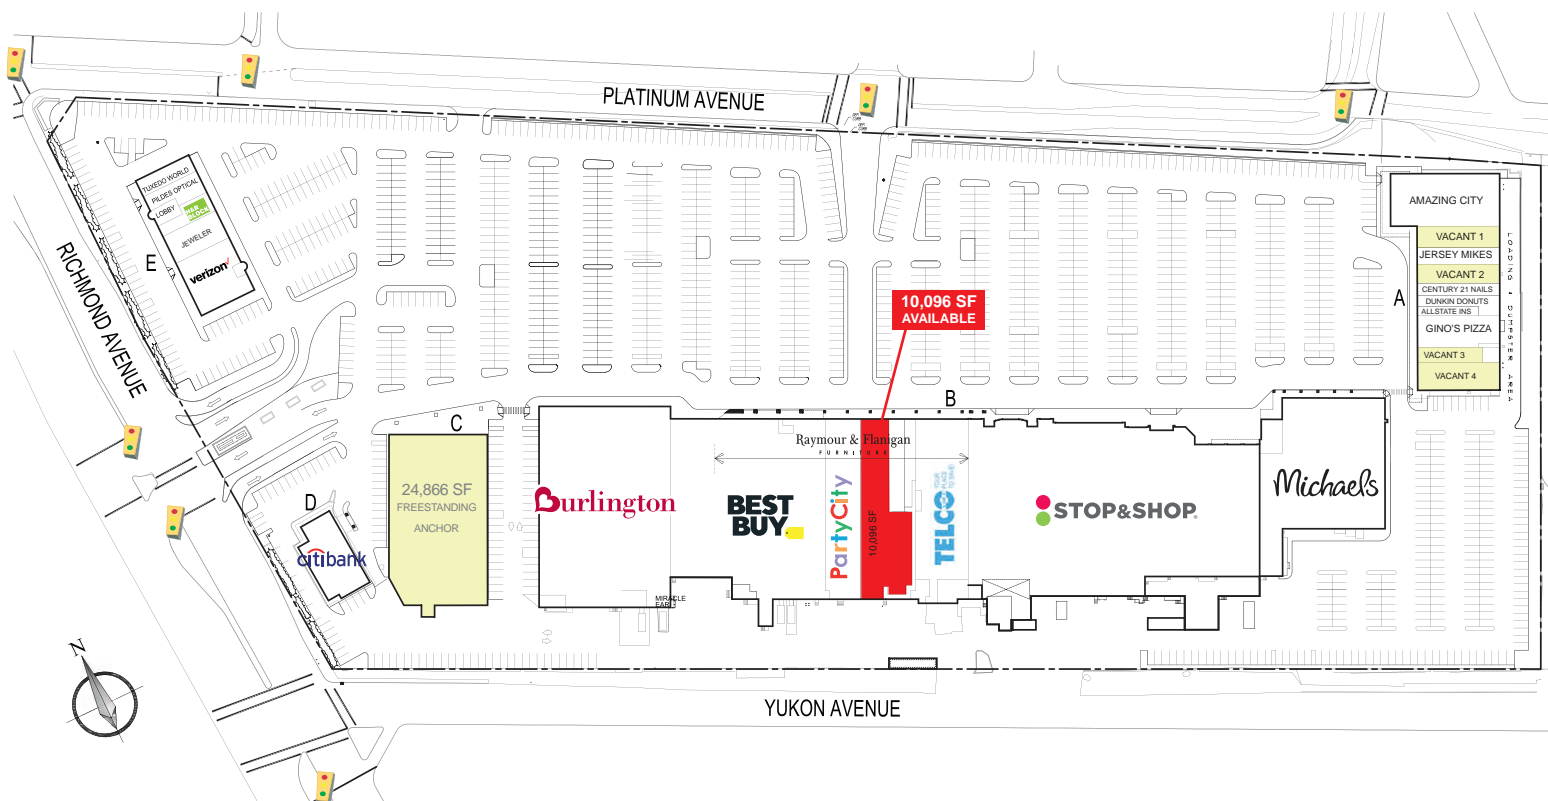 PLATINUM AVENUE
RICHMOND AVENUE
YUKON AVENUE
E
TUXEDO WORLD
PILDES OPTICAL
LOBBY
H&R
BLOCK
JEWELER
verizon
AMAZING CITY
VACANT 1
JERSEY MIKES
VACANT 2
CENTURY 21 NAILS
DUNKIN DONUTS
ALLSTATE INS
GINO'S PIZZA
VACANT 3
VACANT 4
A
LOADING & DUMPSTER AREA
10,096 SF
AVAILABLE
B
C
D
24,866 SF
FREESTANDING
ANCHOR
citibank
Burlington
MIRACLE
EAR
BEST
BUY
Raymour & Flanigan
FURNITURE
PartyCity
10,096 SF
TELCO
STOP&SHOP
Michaels
N